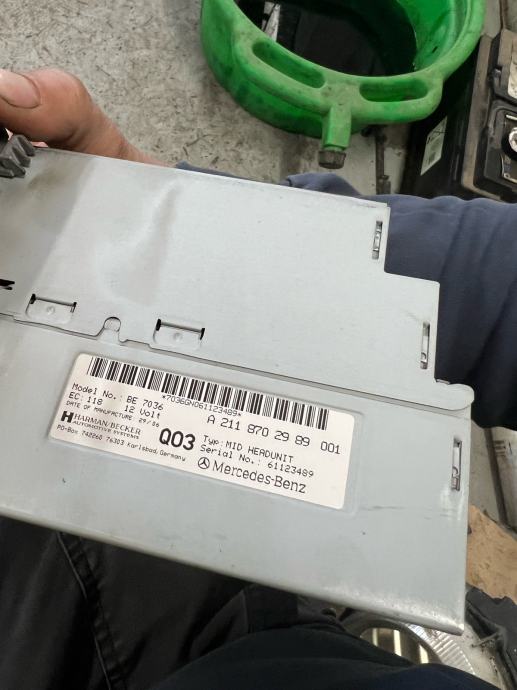 Model No.: BE 7036
EC: 118 12 Volt
DATE OF MANUFACTURE 29/06
HARMAN/BECKER
AUTOMOTIVE SYSTEMS
PO-Box 742260 76303 Karlsbad,Germany
*7036GN061123489*
A 211 870 29 89 001
Q03
Type: MID HEADUNIT
Serial No.: 61123489
Mercedes-Benz